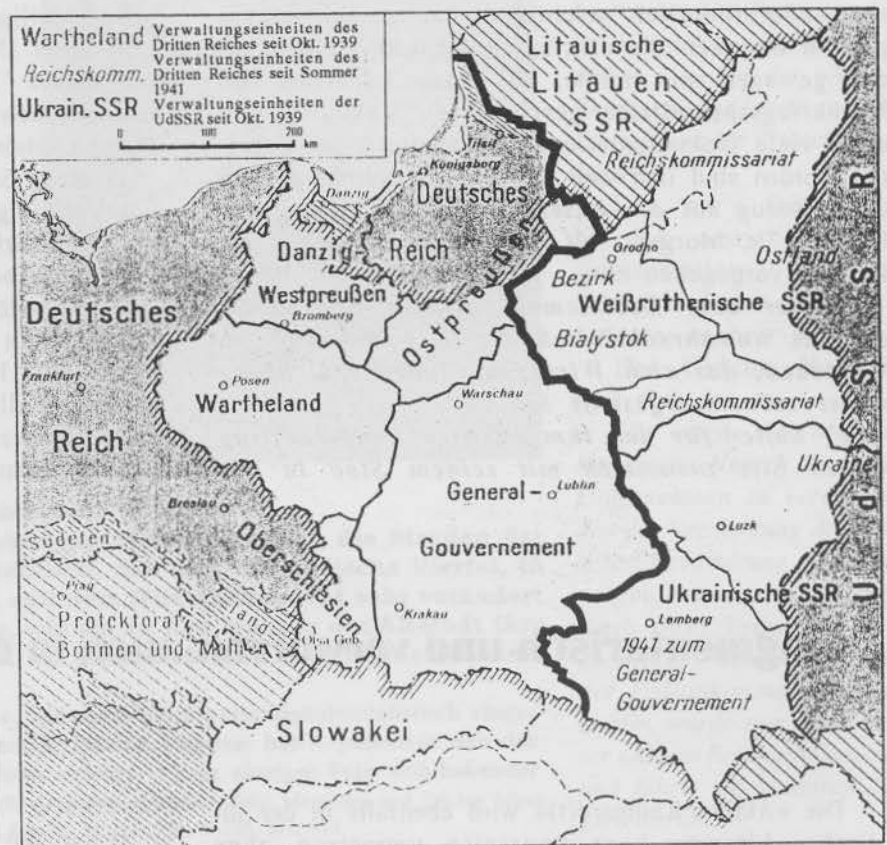 Wartheland Verwaltungseinheiten des
Dritten Reiches seit Okt. 1939
Reichskomm. Verwaltungseinheiten des
Dritten Reiches seit Sommer
1941
Ukrain. SSR Verwaltungseinheiten der
UdSSR seit Okt. 1939
0 100 200 km
Litauische
Litauen
SSR
Reichskommissariat
Ostland
Tilsit
Königsberg
Danzig
Deutsches
Reich
Danzig-
Westpreußen
Bromberg
Ostpreußen
Grodno
Bezirk
Weißruthenische SSR
Bialystok
Deutsches
Frankfurt
Reich
Posen
Wartheland
Warschau
Reichskommissariat
Ukraine
UdSSR
General-
Lublin
Gouvernement
Breslau
Oberschlesien
Sudeten
land
Prag
Protektorat
Böhmen und Mähren
Olsa Geb.
Krakau
Luzk
Ukrainische SSR
Lemberg
1941 zum
General-
Gouvernement
Slowakei